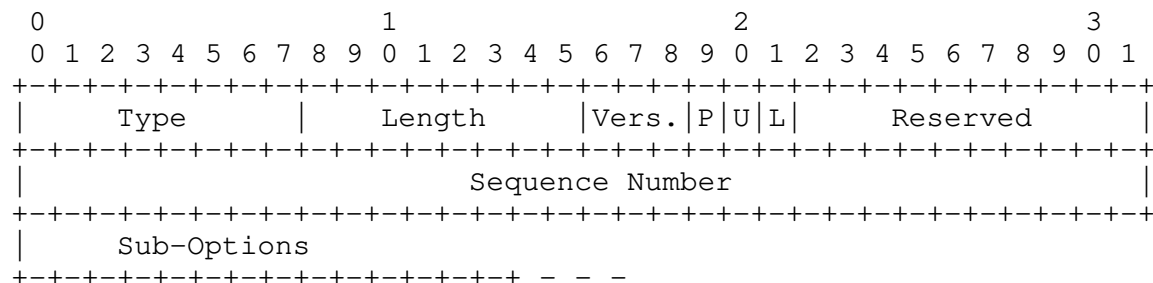 0                   1                   2                   3
 0 1 2 3 4 5 6 7 8 9 0 1 2 3 4 5 6 7 8 9 0 1 2 3 4 5 6 7 8 9 0 1
+-+-+-+-+-+-+-+-+-+-+-+-+-+-+-+-+-+-+-+-+-+-+-+-+-+-+-+-+-+-+-+-+
|     Type      |    Length     |Vers.|P|U|L|     Reserved      |
+-+-+-+-+-+-+-+-+-+-+-+-+-+-+-+-+-+-+-+-+-+-+-+-+-+-+-+-+-+-+-+-+
|                         Sequence Number                       |
+-+-+-+-+-+-+-+-+-+-+-+-+-+-+-+-+-+-+-+-+-+-+-+-+-+-+-+-+-+-+-+-+
|     Sub-Options
+-+-+-+-+-+-+-+-+-+-+-+-+-+-+ - - -